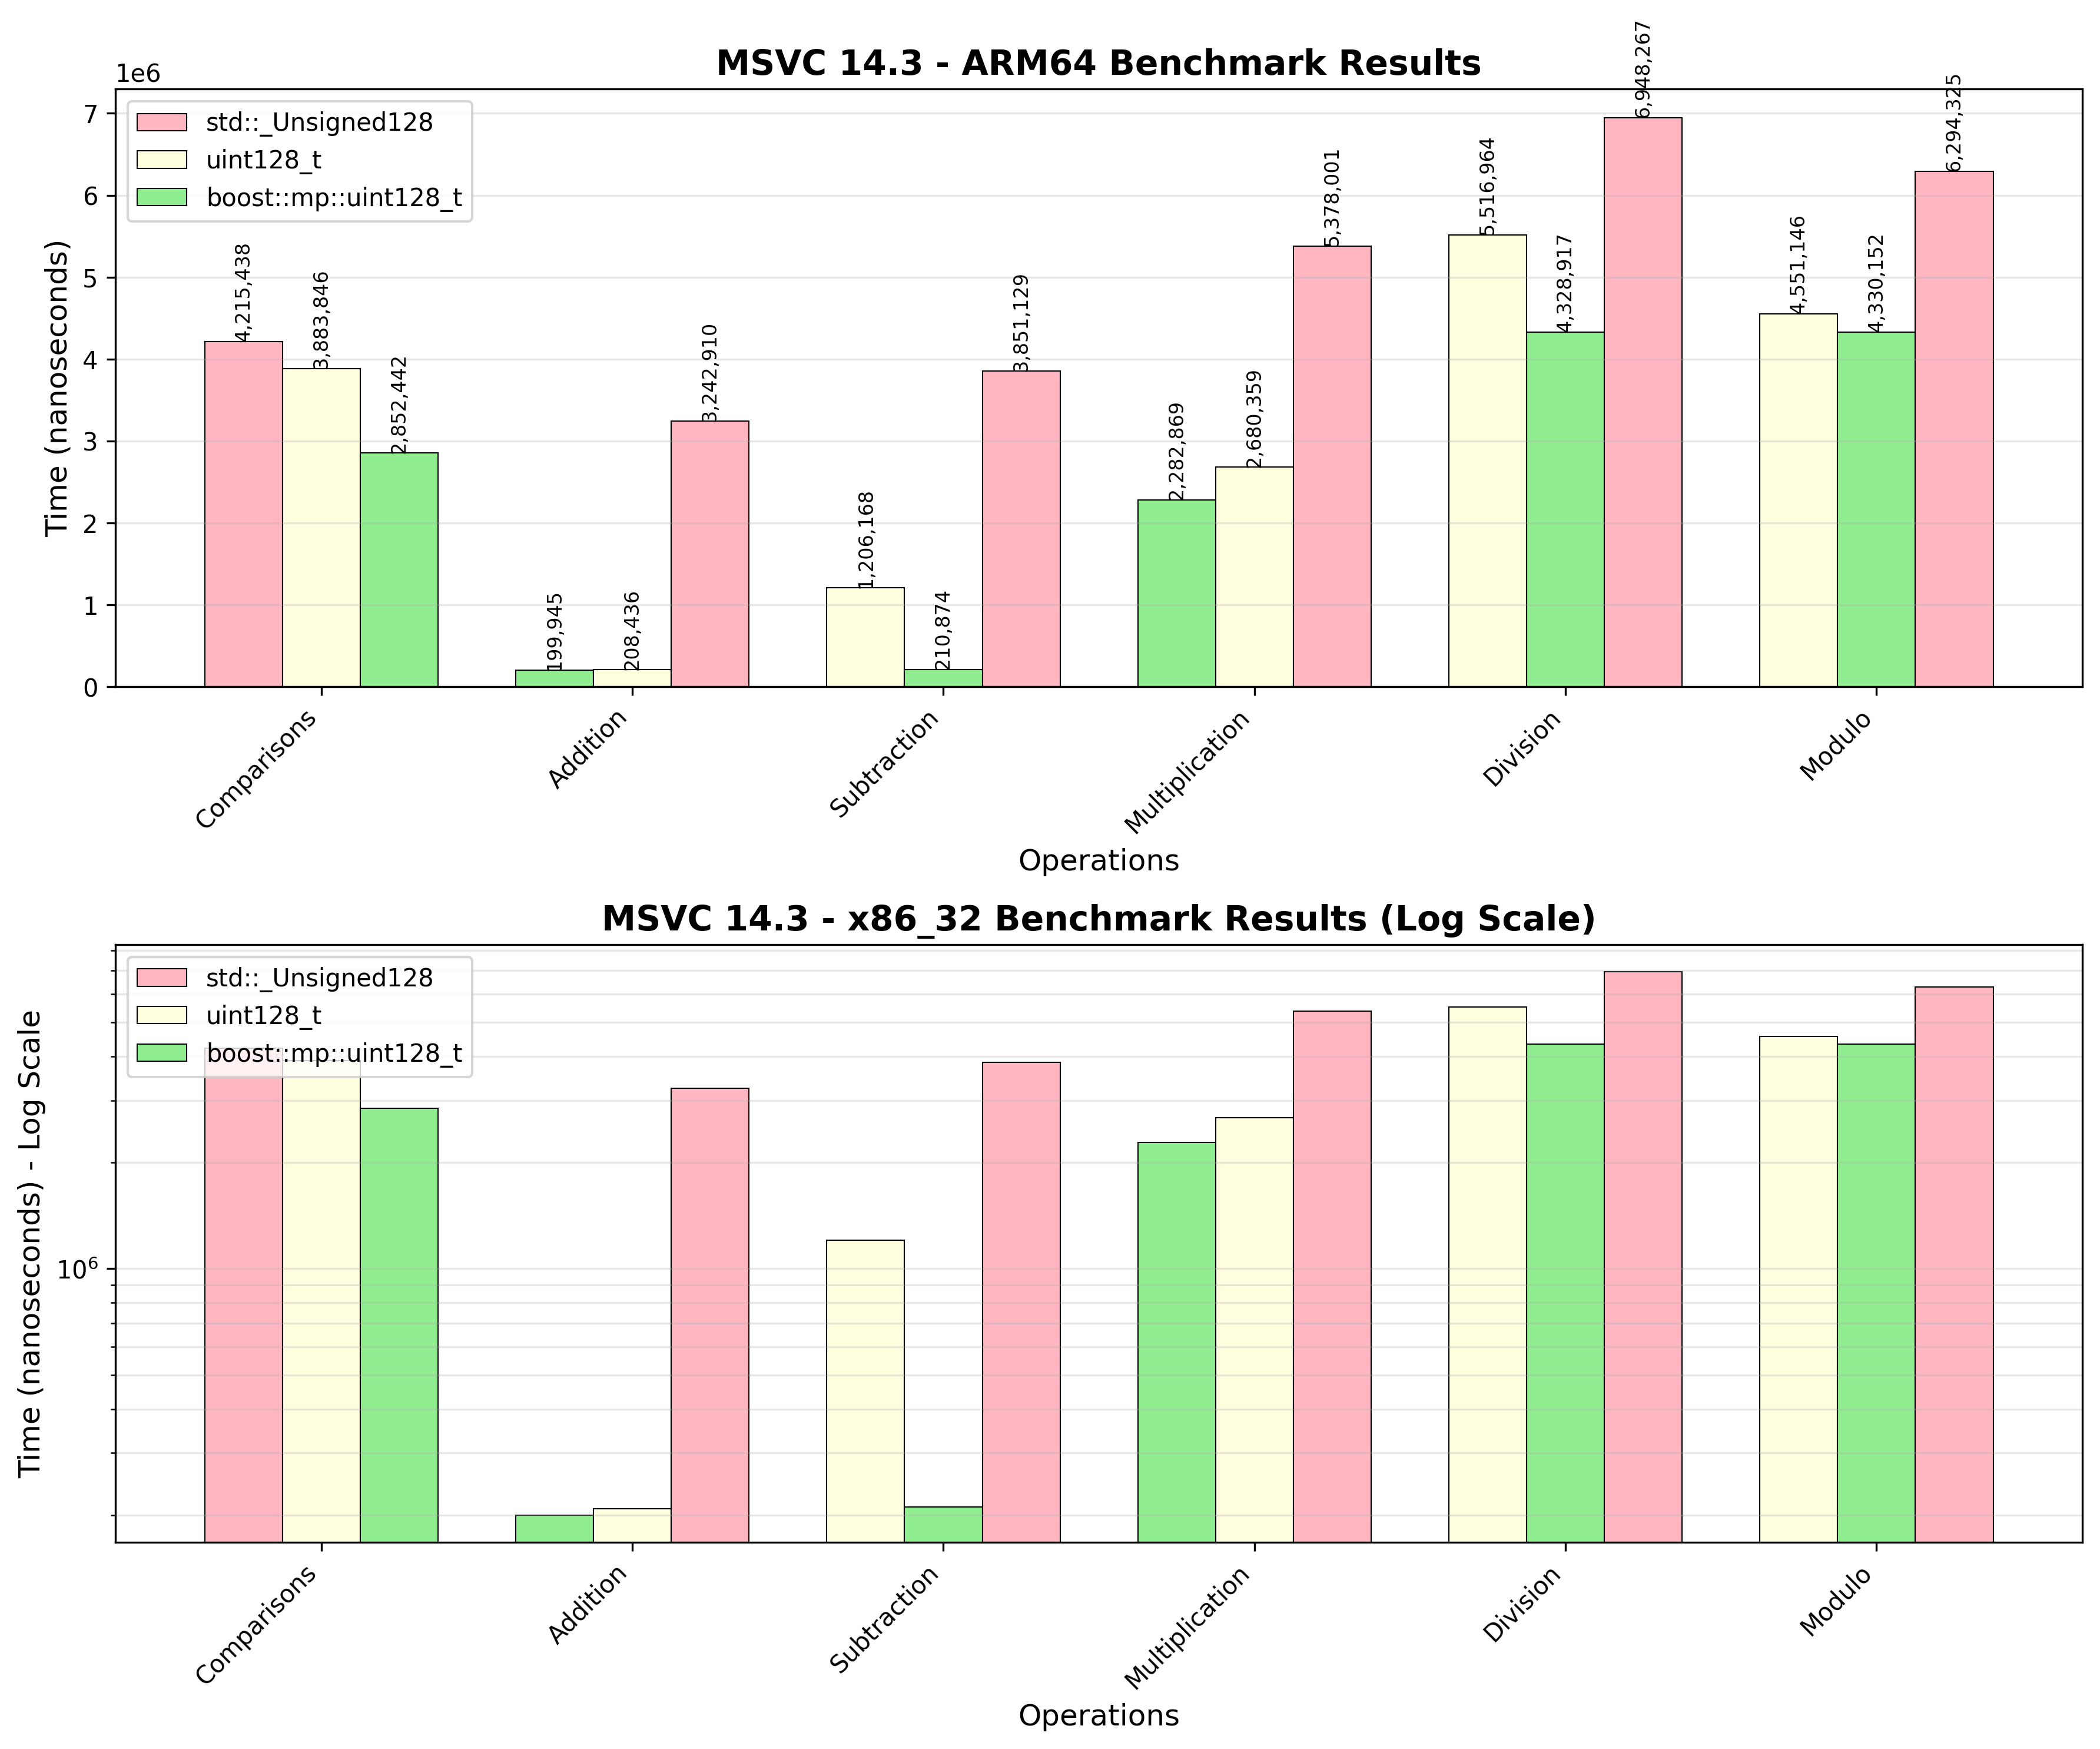 MSVC 14.3 - ARM64 Benchmark Results
1e6
std::_Unsigned128
uint128_t
boost::mp::uint128_t
Time (nanoseconds)
7
6
5
4
3
2
1
0
4,215,438
3,883,846
2,852,442
199,945
208,436
3,242,910
1,206,168
210,874
3,851,129
2,282,869
2,680,359
5,378,001
5,516,964
4,328,917
6,948,267
4,551,146
4,330,152
6,294,325
Comparisons
Addition
Subtraction
Multiplication
Division
Modulo
Operations
MSVC 14.3 - x86_32 Benchmark Results (Log Scale)
std::_Unsigned128
uint128_t
boost::mp::uint128_t
Time (nanoseconds) - Log Scale
10⁶
Comparisons
Addition
Subtraction
Multiplication
Division
Modulo
Operations